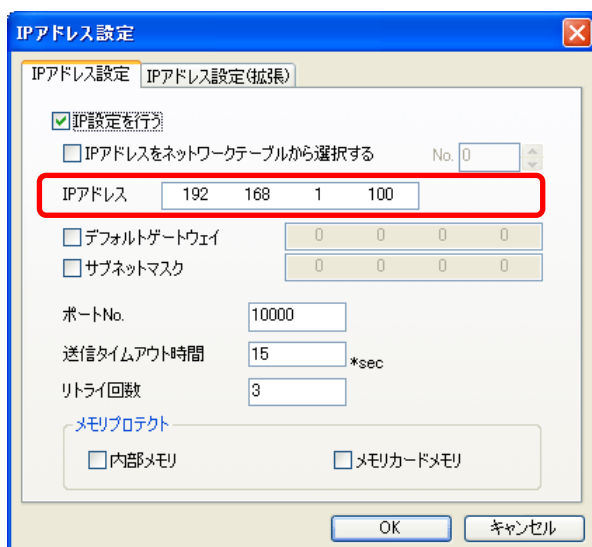 IPアドレス設定
IPアドレス設定 IPアドレス設定(拡張)
IP設定を行う
IPアドレスをネットワークテーブルから選択する No. 0
IPアドレス 192 168 1 100
デフォルトゲートウェイ 0 0 0 0
サブネットマスク 0 0 0 0
ポートNo. 10000
送信タイムアウト時間 15 *sec
リトライ回数 3
メモリプロテクト
内部メモリ メモリカードメモリ
OK キャンセル